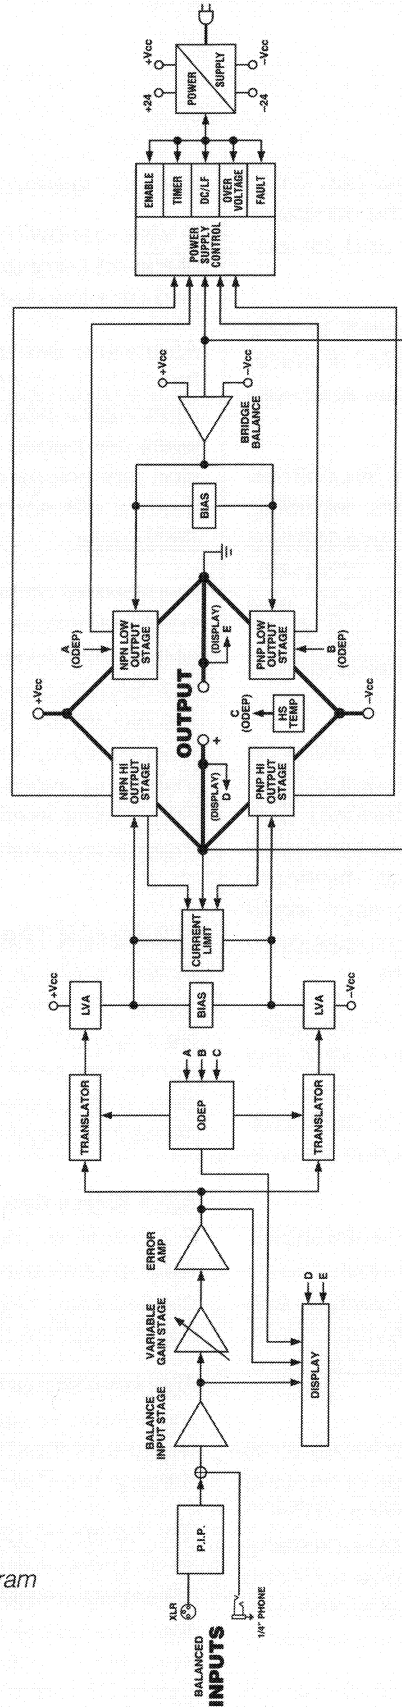 +Vcc
+24
POWER
SUPPLY
−Vcc
−24
ENABLE
TIMER
DC/LF
OVER
VOLTAGE
FAULT
POWER
SUPPLY
CONTROL
+Vcc
−Vcc
BRIDGE
BALANCE
BIAS
A
(ODEP)
NPN LOW
OUTPUT
STAGE
(DISPLAY)
E
PNP LOW
OUTPUT
STAGE
B
(ODEP)
+Vcc
OUTPUT
C
(ODEP)
HS
TEMP
−Vcc
NPN HI
OUTPUT
STAGE
+
(DISPLAY)
D
PNP HI
OUTPUT
STAGE
CURRENT
LIMIT
+Vcc
LVA
BIAS
LVA
−Vcc
TRANSLATOR
ODEP
A
B
C
TRANSLATOR
ERROR
AMP
VARIABLE
GAIN STAGE
BALANCE
INPUT STAGE
DISPLAY
D
E
P.I.P.
XLR
1/4" PHONE
BALANCED
INPUTS
ram